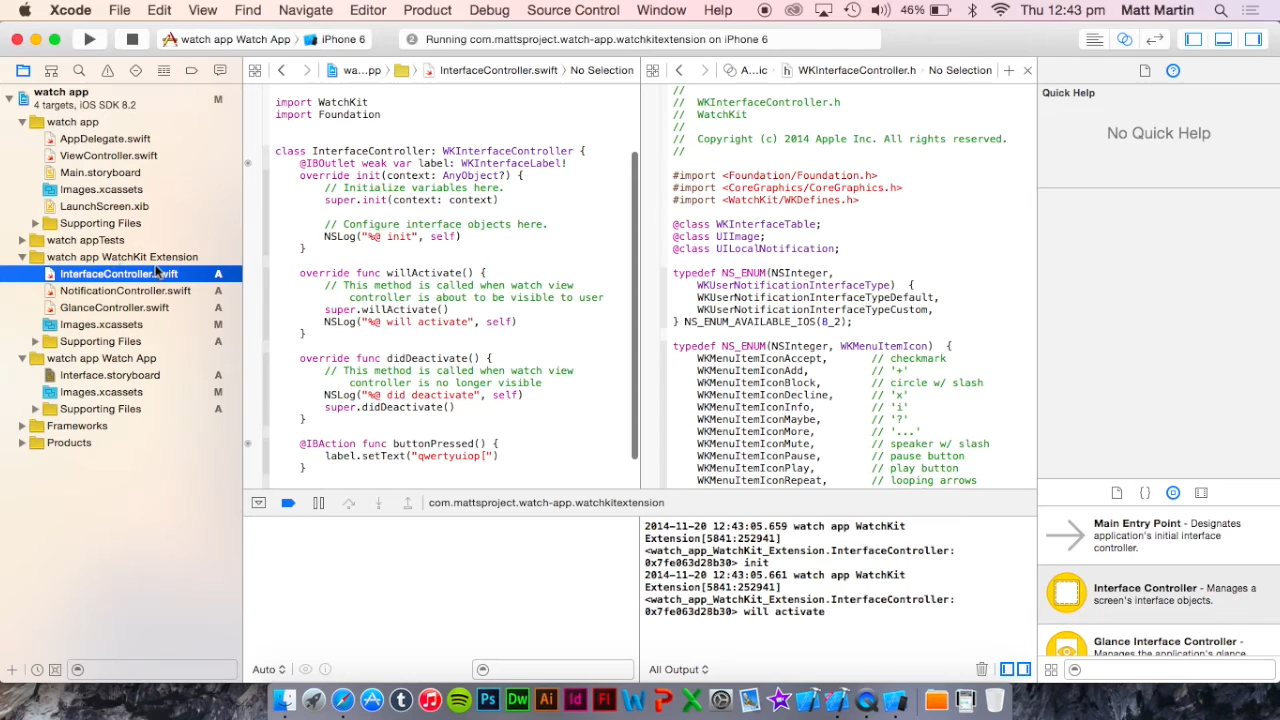 Xcode File Edit View Find Navigate Editor Product Debug Source Control Window Help 46% Thu 12:43 pm Matt Martin
watch app Watch App iPhone 6 2 Running com.mattsproject.watch-app.watchkitextension on iPhone 6
wa...pp InterfaceController.swift No Selection
A...ic WKInterfaceController.h No Selection
watch app M
4 targets, iOS SDK 8.2
watch app
AppDelegate.swift
ViewController.swift
Main.storyboard
Images.xcassets
LaunchScreen.xib
Supporting Files
watch appTests
watch app WatchKit Extension
InterfaceController.swift A
NotificationController.swift A
GlanceController.swift A
Images.xcassets M
Supporting Files A
watch app Watch App
Interface.storyboard A
Images.xcassets M
Supporting Files A
Frameworks
Products
import WatchKit
import Foundation
class InterfaceController: WKInterfaceController {
@IBOutlet weak var label: WKInterfaceLabel!
override init(context: AnyObject?) {
// Initialize variables here.
super.init(context: context)
// Configure interface objects here.
NSLog("%@ init", self)
}
override func willActivate() {
// This method is called when watch view
controller is about to be visible to user
super.willActivate()
NSLog("%@ will activate", self)
}
override func didDeactivate() {
// This method is called when watch view
controller is no longer visible
NSLog("%@ did deactivate", self)
super.didDeactivate()
}
@IBAction func buttonPressed() {
label.setText("qwertyuiop[")
}
//
// WKInterfaceController.h
// WatchKit
//
// Copyright (c) 2014 Apple Inc. All rights reserved.
//
#import <Foundation/Foundation.h>
#import <CoreGraphics/CoreGraphics.h>
#import <WatchKit/WKDefines.h>
@class WKInterfaceTable;
@class UIImage;
@class UILocalNotification;
typedef NS_ENUM(NSInteger,
WKUserNotificationInterfaceType) {
WKUserNotificationInterfaceTypeDefault,
WKUserNotificationInterfaceTypeCustom,
} NS_ENUM_AVAILABLE_IOS(8_2);
typedef NS_ENUM(NSInteger, WKMenuItemIcon) {
WKMenuItemIconAccept, // checkmark
WKMenuItemIconAdd, // '+'
WKMenuItemIconBlock, // circle w/ slash
WKMenuItemIconDecline, // 'x'
WKMenuItemIconInfo, // 'i'
WKMenuItemIconMaybe, // '?'
WKMenuItemIconMore, // '...'
WKMenuItemIconMute, // speaker w/ slash
WKMenuItemIconPause, // pause button
WKMenuItemIconPlay, // play button
WKMenuItemIconRepeat, // looping arrows
Quick Help
No Quick Help
com.mattsproject.watch-app.watchkitextension
2014-11-20 12:43:05.659 watch app WatchKit
Extension[5841:252941]
<watch_app_WatchKit_Extension.InterfaceController:
0x7fe063d28b30> init
2014-11-20 12:43:05.661 watch app WatchKit
Extension[5841:252941]
<watch_app_WatchKit_Extension.InterfaceController:
0x7fe063d28b30> will activate
Main Entry Point - Designates
application's initial interface
controller.
Interface Controller - Manages a
screen's interface objects.
Glance Interface Controller -
Manages the application's glance
Auto
All Output
Ps Dw Ai Id Fl